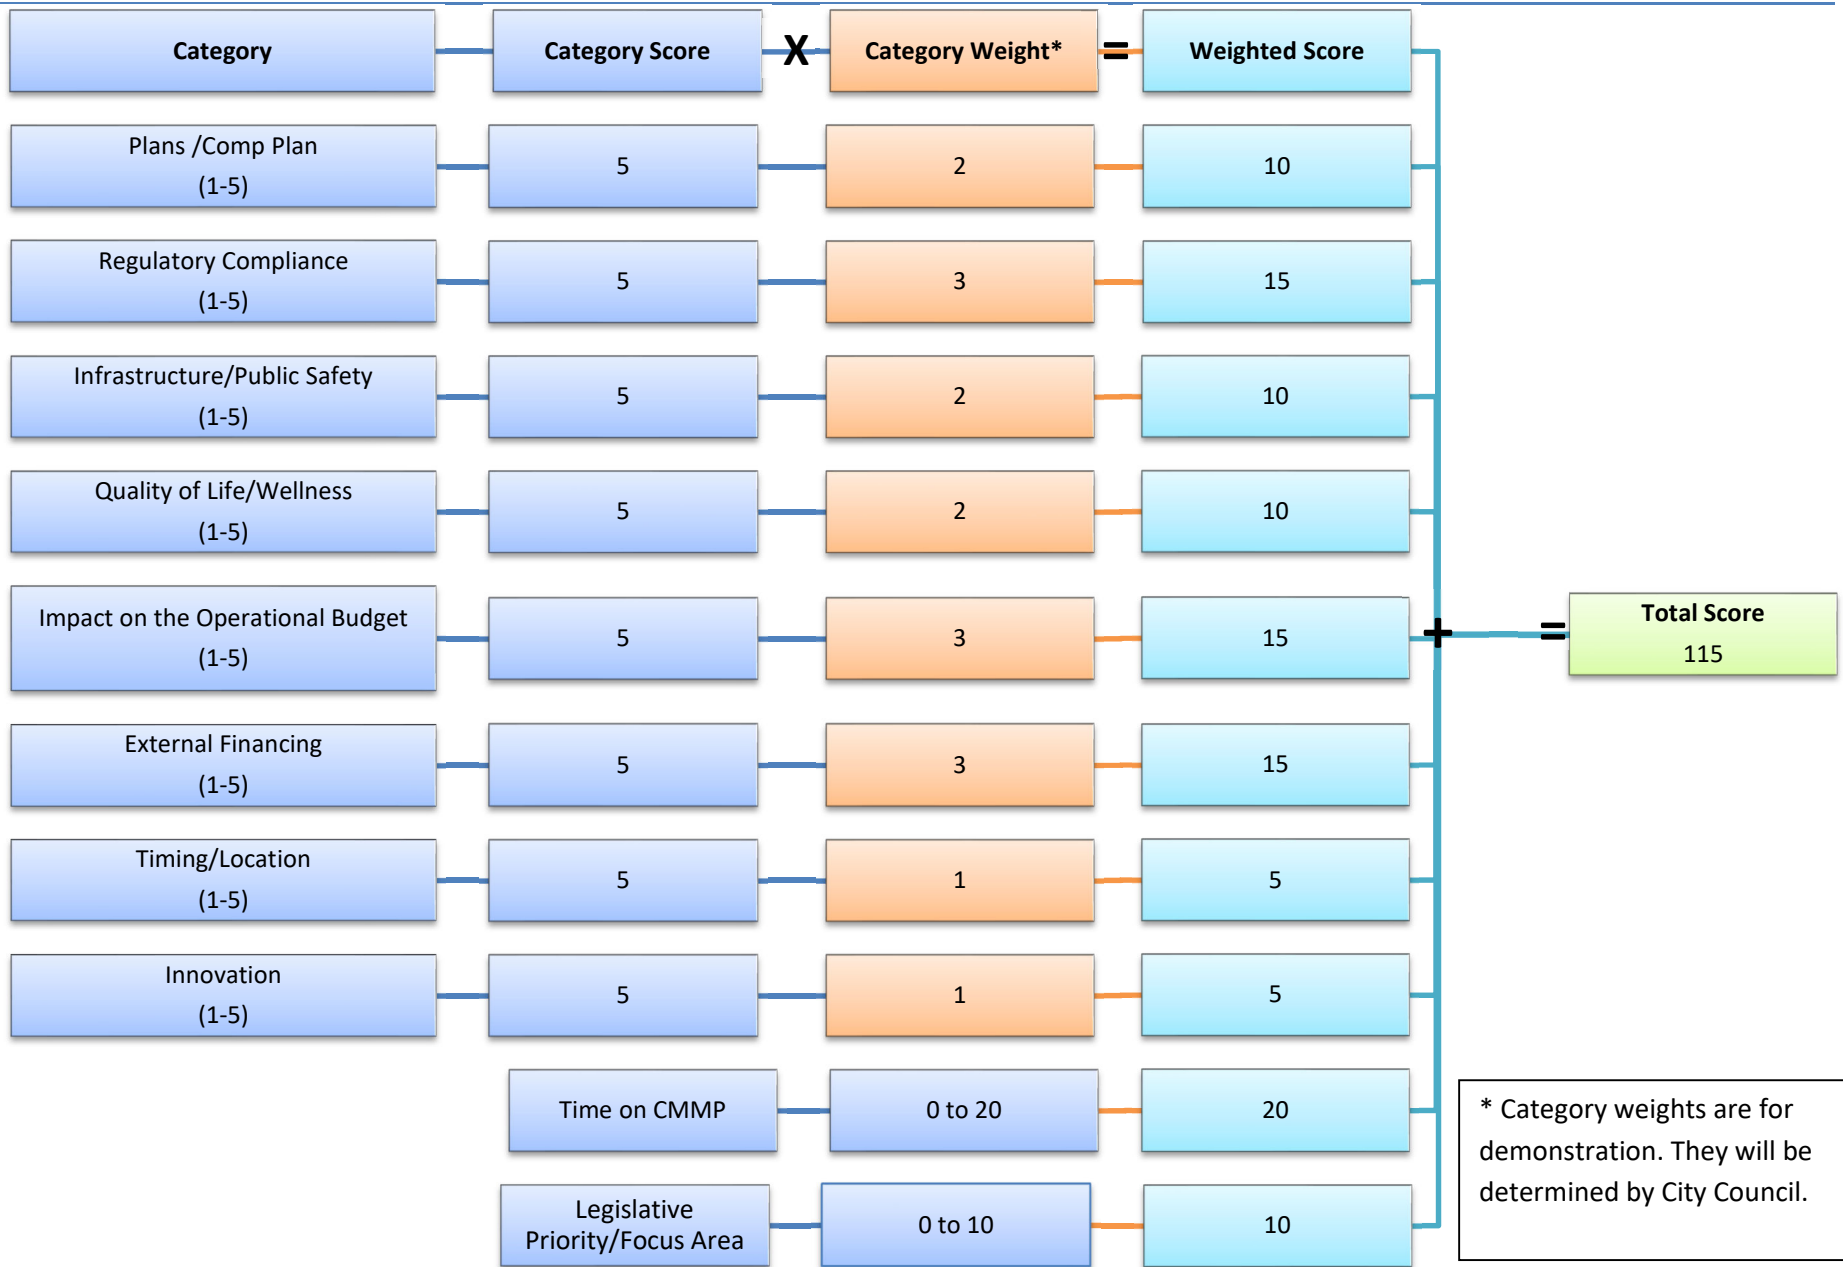 Category
Category Score
X
Category Weight*
=
Weighted Score
Plans /Comp Plan
(1-5)
5
2
10
Regulatory Compliance
(1-5)
5
3
15
Infrastructure/Public Safety
(1-5)
5
2
10
Quality of Life/Wellness
(1-5)
5
2
10
Impact on the Operational Budget
(1-5)
5
3
15
+
=
Total Score
115
External Financing
(1-5)
5
3
15
Timing/Location
(1-5)
5
1
5
Innovation
(1-5)
5
1
5
Time on CMMP
0 to 20
20
Legislative
Priority/Focus Area
0 to 10
10
* Category weights are for
demonstration. They will be
determined by City Council.